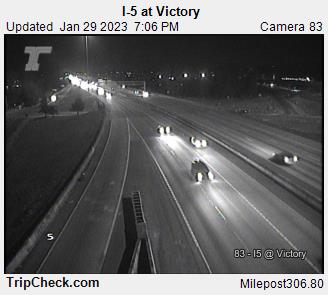 I-5 at Victory
Updated Jan 29 2023 7:06 PM Camera 83
T
S
83 - I5 @ Victory
TripCheck.com Milepost306.80